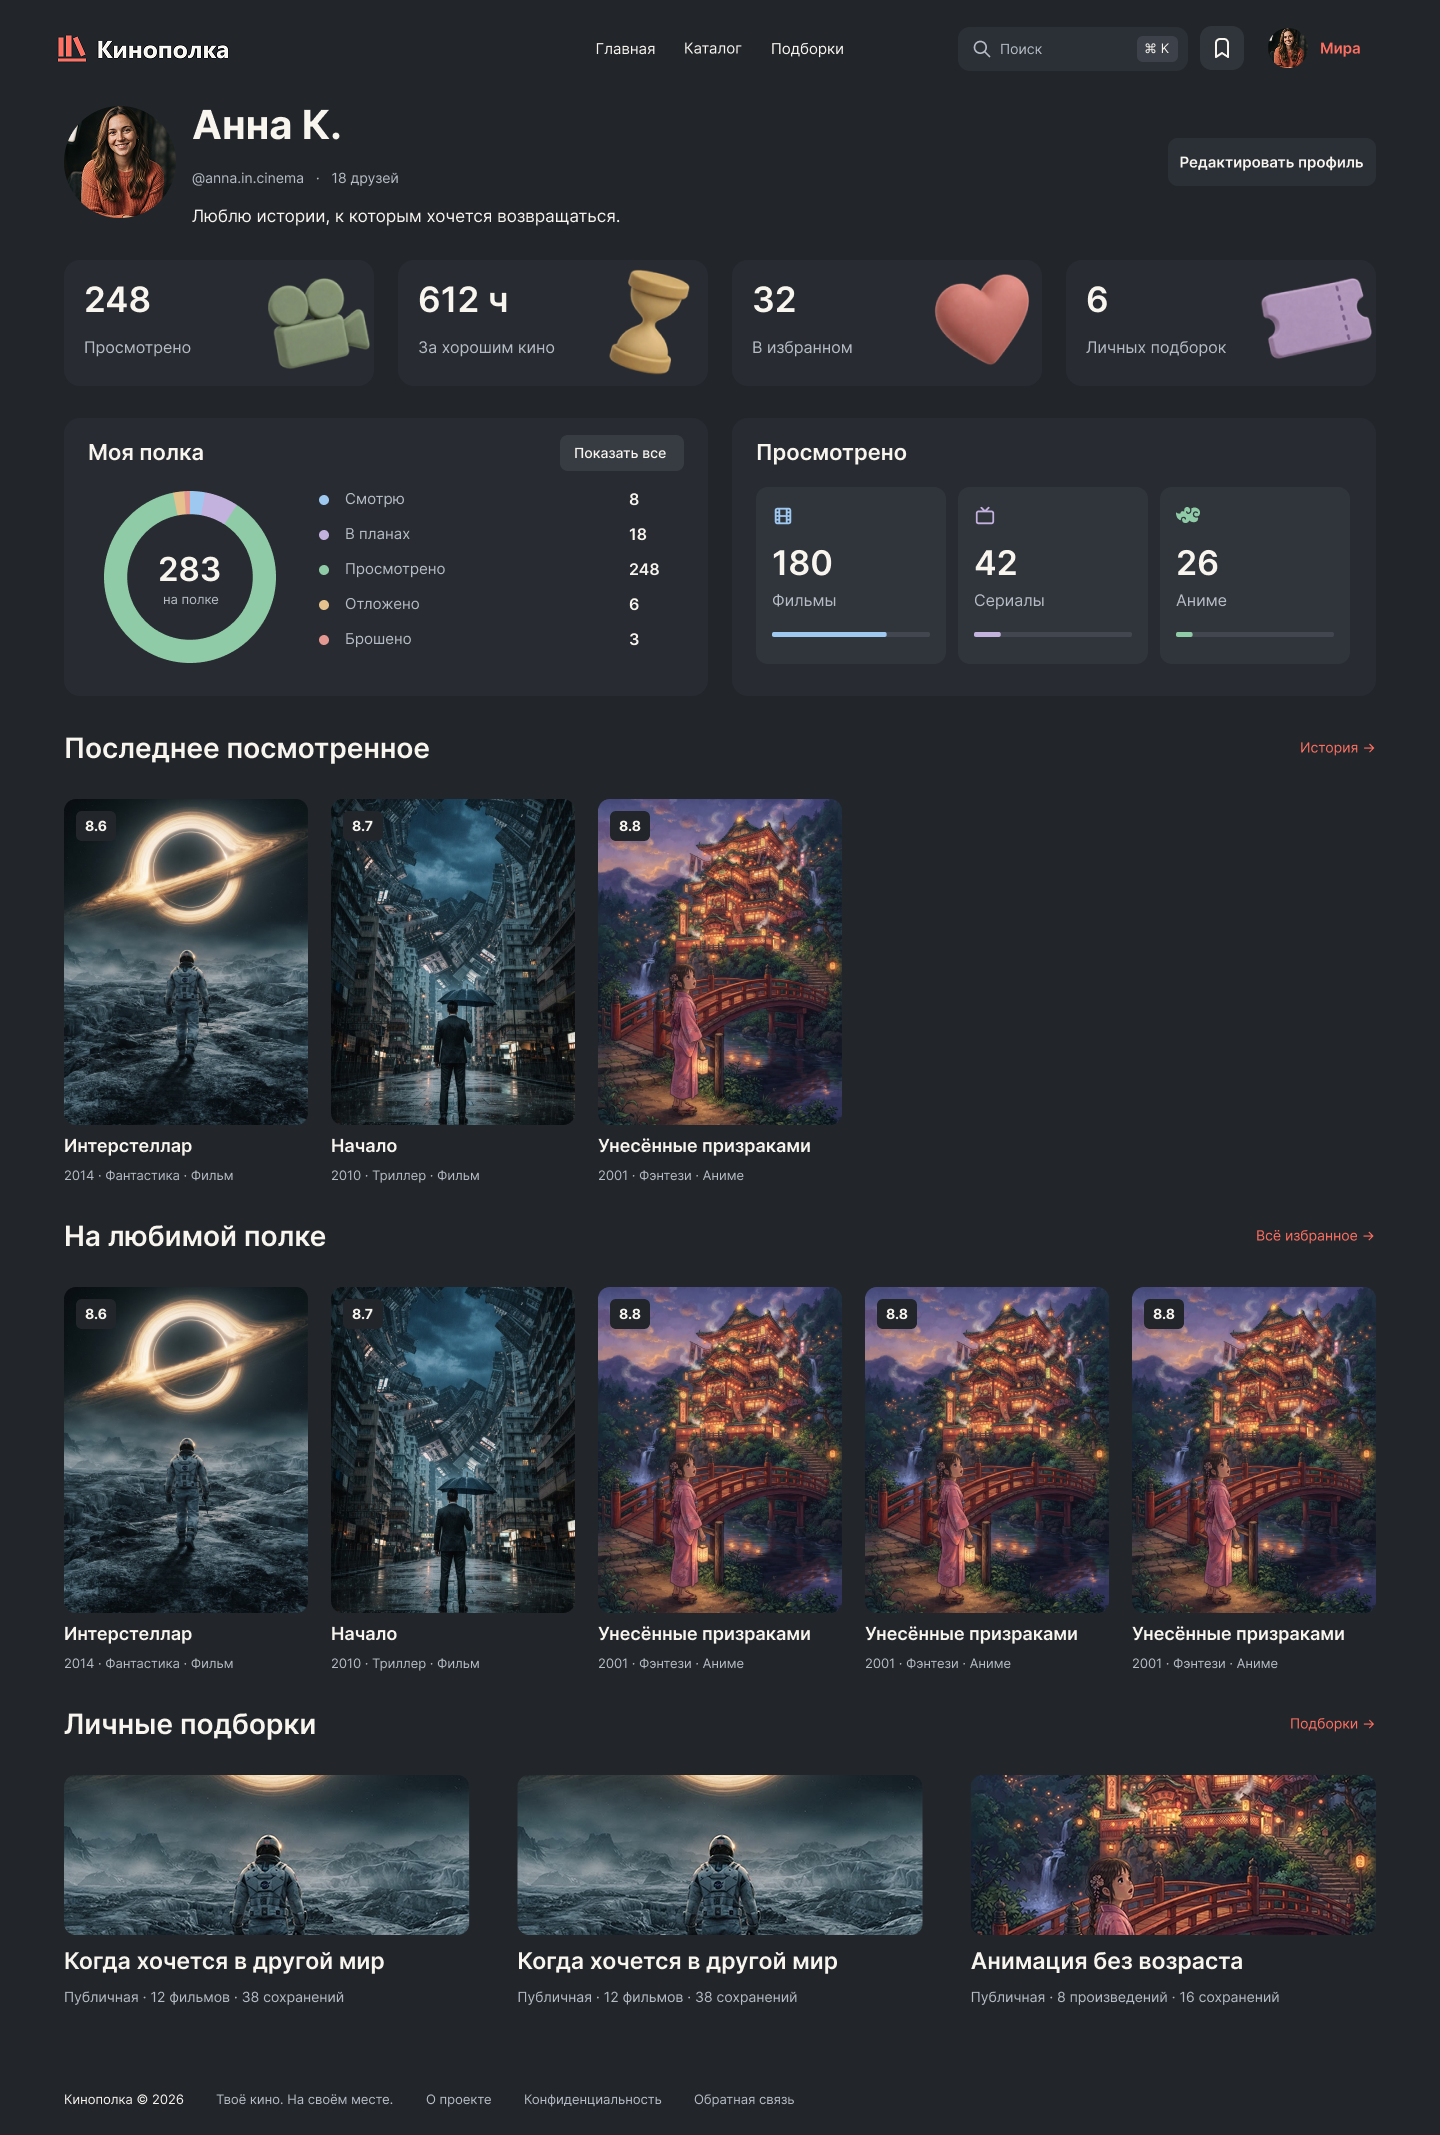 Кинополка
Главная
Каталог
Подборки
Поиск
⌘ K
Мира
Анна К.
@anna.in.cinema · 18 друзей
Люблю истории, к которым хочется возвращаться.
Редактировать профиль
248
Просмотрено
612 ч
За хорошим кино
32
В избранном
6
Личных подборок
Моя полка
Показать все
283
на полке
Смотрю 8
В планах 18
Просмотрено 248
Отложено 6
Брошено 3
Просмотрено
180
Фильмы
42
Сериалы
26
Аниме
Последнее посмотренное
История →
8.6
Интерстеллар
2014 · Фантастика · Фильм
8.7
Начало
2010 · Триллер · Фильм
8.8
Унесённые призраками
2001 · Фэнтези · Аниме
На любимой полке
Всё избранное →
8.6
Интерстеллар
2014 · Фантастика · Фильм
8.7
Начало
2010 · Триллер · Фильм
8.8
Унесённые призраками
2001 · Фэнтези · Аниме
8.8
Унесённые призраками
2001 · Фэнтези · Аниме
8.8
Унесённые призраками
2001 · Фэнтези · Аниме
Личные подборки
Подборки →
Когда хочется в другой мир
Публичная · 12 фильмов · 38 сохранений
Когда хочется в другой мир
Публичная · 12 фильмов · 38 сохранений
Анимация без возраста
Публичная · 8 произведений · 16 сохранений
Кинополка © 2026
Твоё кино. На своём месте.
О проекте
Конфиденциальность
Обратная связь